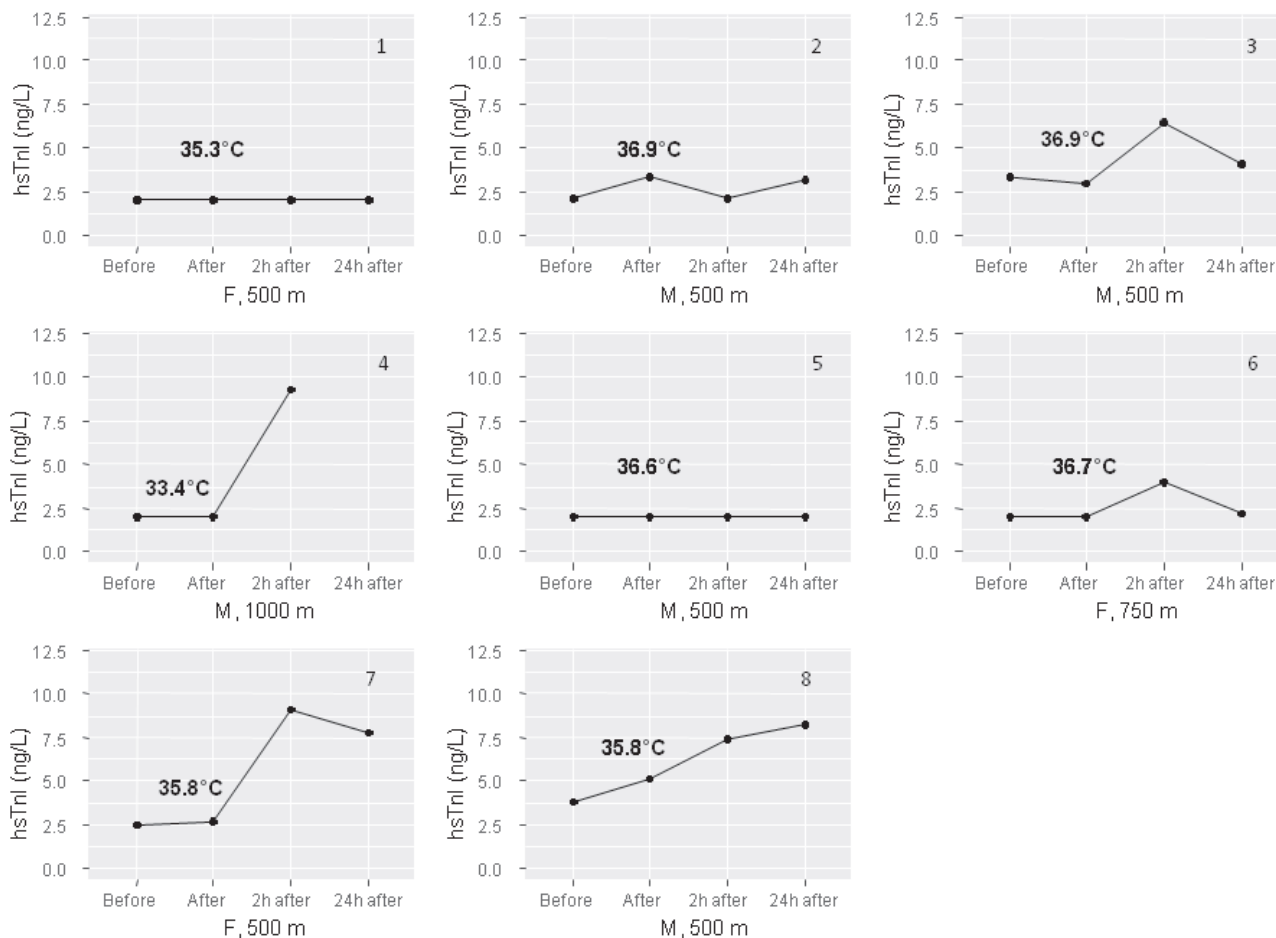 12.5
10.0
7.5
5.0
2.5
0.0
hsTnI (ng/L)
1
35.3°C
Before After 2h after 24h after
F, 500 m
12.5
10.0
7.5
5.0
2.5
0.0
hsTnI (ng/L)
2
36.9°C
Before After 2h after 24h after
M, 500 m
12.5
10.0
7.5
5.0
2.5
0.0
hsTnI (ng/L)
3
36.9°C
Before After 2h after 24h after
M, 500 m
12.5
10.0
7.5
5.0
2.5
0.0
hsTnI (ng/L)
4
33.4°C
Before After 2h after 24h after
M, 1000 m
12.5
10.0
7.5
5.0
2.5
0.0
hsTnI (ng/L)
5
36.6°C
Before After 2h after 24h after
M, 500 m
12.5
10.0
7.5
5.0
2.5
0.0
hsTnI (ng/L)
6
36.7°C
Before After 2h after 24h after
F, 750 m
12.5
10.0
7.5
5.0
2.5
0.0
hsTnI (ng/L)
7
35.8°C
Before After 2h after 24h after
F, 500 m
12.5
10.0
7.5
5.0
2.5
0.0
hsTnI (ng/L)
8
35.8°C
Before After 2h after 24h after
M, 500 m